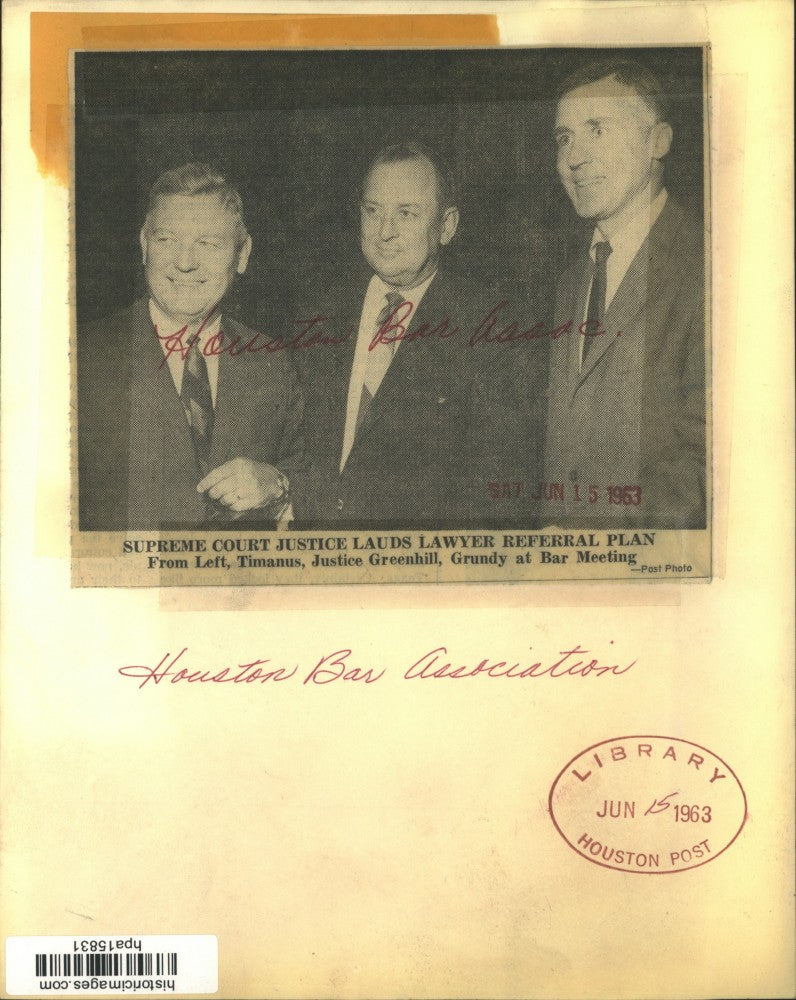 Houston Bar Assoc.
SAT JUN 15 1963
SUPREME COURT JUSTICE LAUDS LAWYER REFERRAL PLAN
From Left, Timanus, Justice Greenhill, Grundy at Bar Meeting
—Post Photo
Houston Bar Association
LIBRARY
JUN 15 1963
HOUSTON POST
hpa15831
historicimages.com